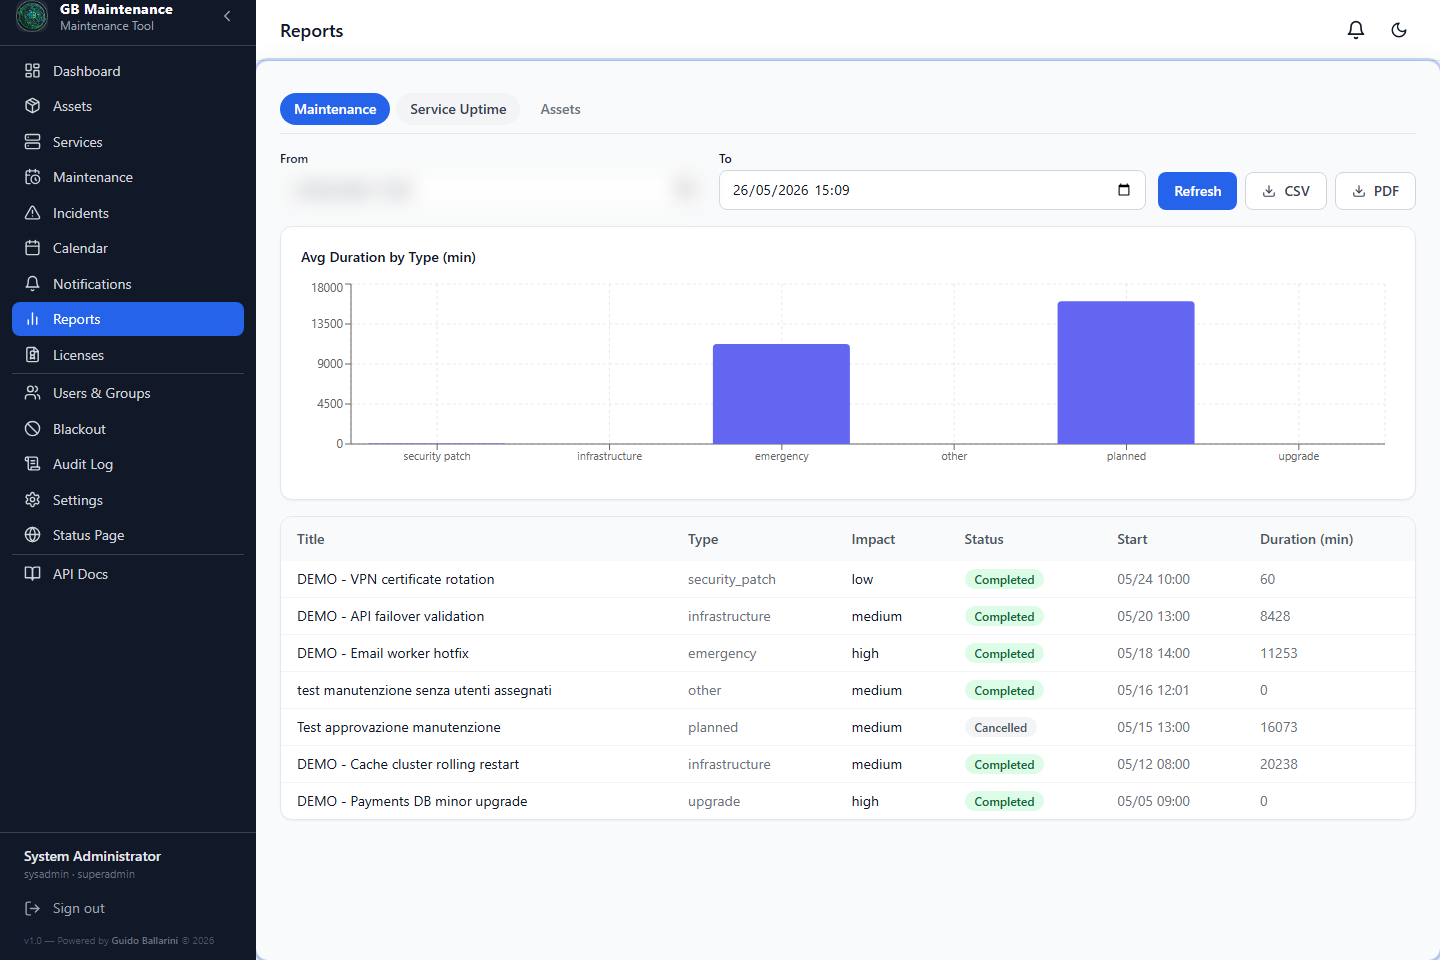 GB Maintenance
Maintenance Tool
Dashboard
Assets
Services
Maintenance
Incidents
Calendar
Notifications
Reports
Licenses
Users & Groups
Blackout
Audit Log
Settings
Status Page
API Docs
System Administrator
sysadmin · superadmin
Sign out
v1.0 — Powered by Guido Ballarini © 2026
Reports
Maintenance Service Uptime Assets
From To
26/05/2026 15:09 Refresh CSV PDF
Avg Duration by Type (min)
18000
13500
9000
4500
0
security patch infrastructure emergency other planned upgrade
Title Type Impact Status Start Duration (min)
DEMO - VPN certificate rotation security_patch low Completed 05/24 10:00 60
DEMO - API failover validation infrastructure medium Completed 05/20 13:00 8428
DEMO - Email worker hotfix emergency high Completed 05/18 14:00 11253
test manutenzione senza utenti assegnati other medium Completed 05/16 12:01 0
Test approvazione manutenzione planned medium Cancelled 05/15 13:00 16073
DEMO - Cache cluster rolling restart infrastructure medium Completed 05/12 08:00 20238
DEMO - Payments DB minor upgrade upgrade high Completed 05/05 09:00 0